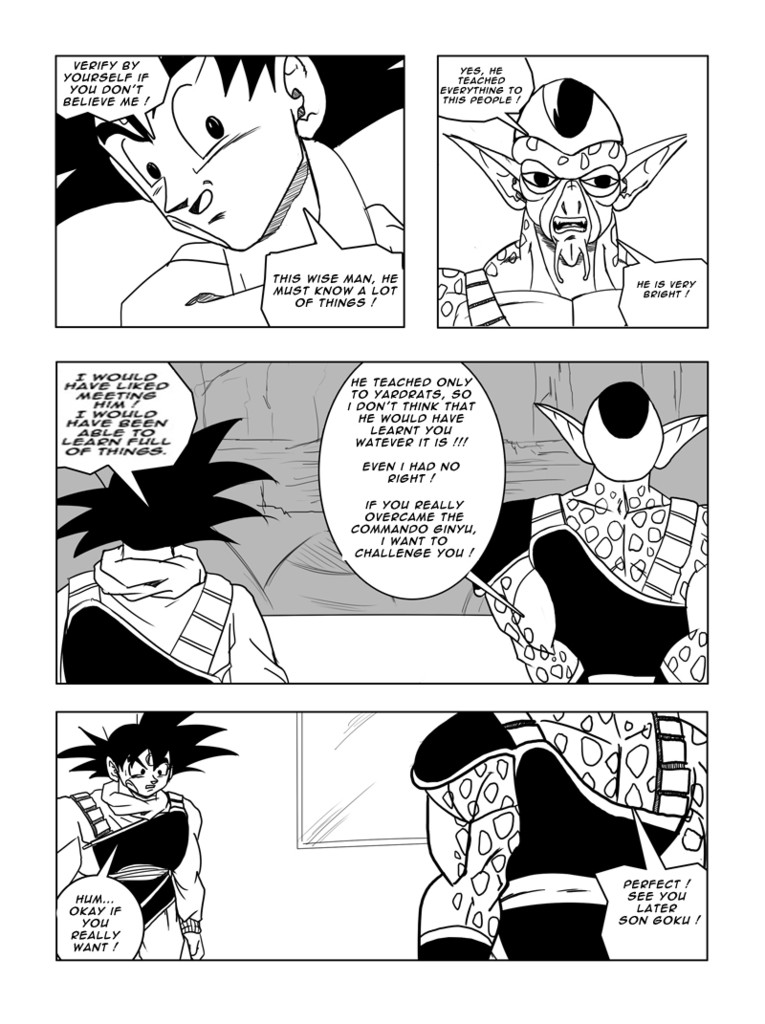 VERIFY BY
YOURSELF IF
YOU DON'T
BELIEVE ME !
THIS WISE MAN, HE
MUST KNOW A LOT
OF THINGS !
YES, HE
TEACHED
EVERYTHING TO
THIS PEOPLE !
HE IS VERY
BRIGHT !
I WOULD
HAVE LIKED
MEETING
HIM !
I WOULD
HAVE BEEN
ABLE TO
LEARN FULL
OF THINGS.
HE TEACHED ONLY
TO YARDRATS, SO
I DON'T THINK THAT
HE WOULD HAVE
LEARNT YOU
WATEVER IT IS !!!
EVEN I HAD NO
RIGHT !
IF YOU REALLY
OVERCAME THE
COMMANDO GINYU,
I WANT TO
CHALLENGE YOU !
HUM...
OKAY IF
YOU
REALLY
WANT !
PERFECT !
SEE YOU
LATER
SON GOKU !